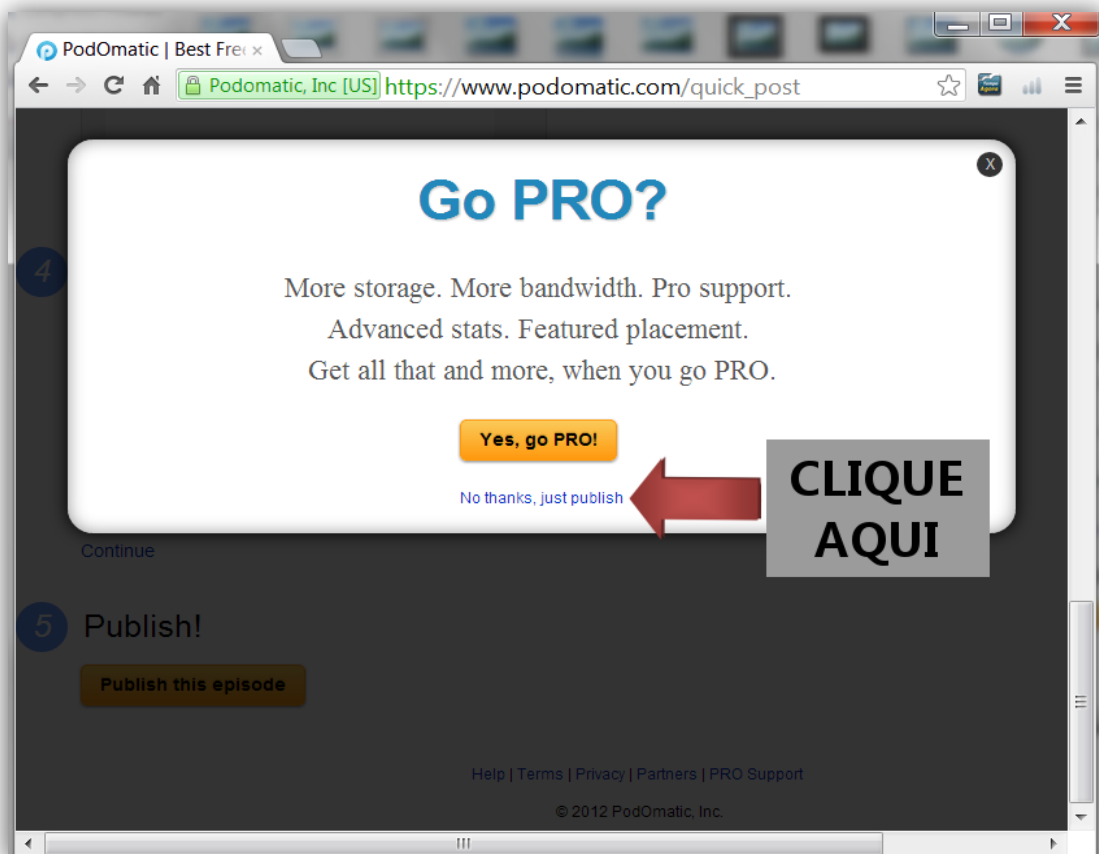 PodOmatic | Best Fre
Podomatic, Inc [US] https://www.podomatic.com/quick_post
X
Go PRO?
More storage. More bandwidth. Pro support.
Advanced stats. Featured placement.
Get all that and more, when you go PRO.
Yes, go PRO!
No thanks, just publish
CLIQUE
AQUI
4
Continue
5 Publish!
Publish this episode
Help | Terms | Privacy | Partners | PRO Support
© 2012 PodOmatic, Inc.